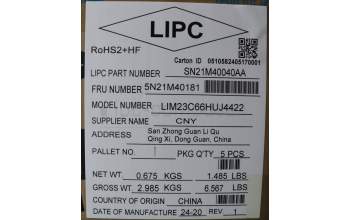 LIPC
RoHS2+HF
Carton ID 0510582405170001
LIPC PART NUMBER SN21M40040AA
FRU NUMBER 5N21M40181
MODEL NUMBER LIM23C66HUJ4422
SUPPLIER NAME CNY
ADDRESS San Zhong Guan Li Qu
Qing Xi, Dong Guan, China
PALLET 1 PKG Q'TY 5 PCS
NET WT. 0.675 KGS 1.485 LBS
GROSS WT. 2.985 KGS 6.567 LBS
COUNTRY OF ORIGIN CHINA
DATE OF MANUFACTURE 24-20 REV 1